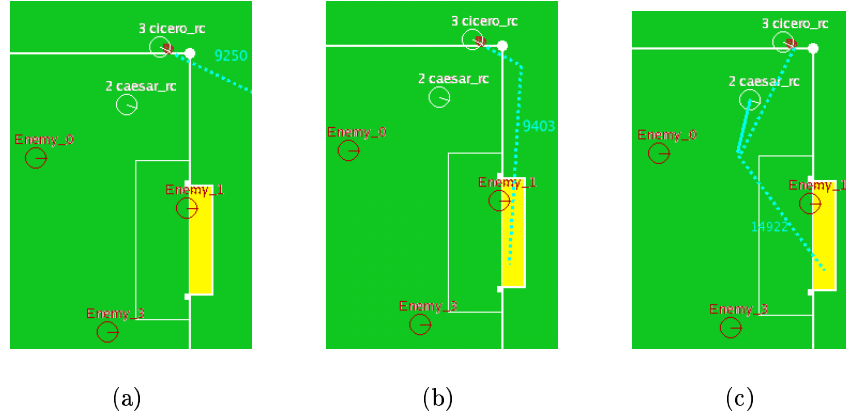 3 cicero_rc
9250
2 caesar_rc
Enemy_0
Enemy_1
Enemy_3
(a)
3 cicero_rc
2 caesar_rc
9403
Enemy_0
Enemy_1
Enemy_3
(b)
3 cicero_rc
2 caesar_rc
Enemy_0
Enemy_1
14922
Enemy_3
(c)